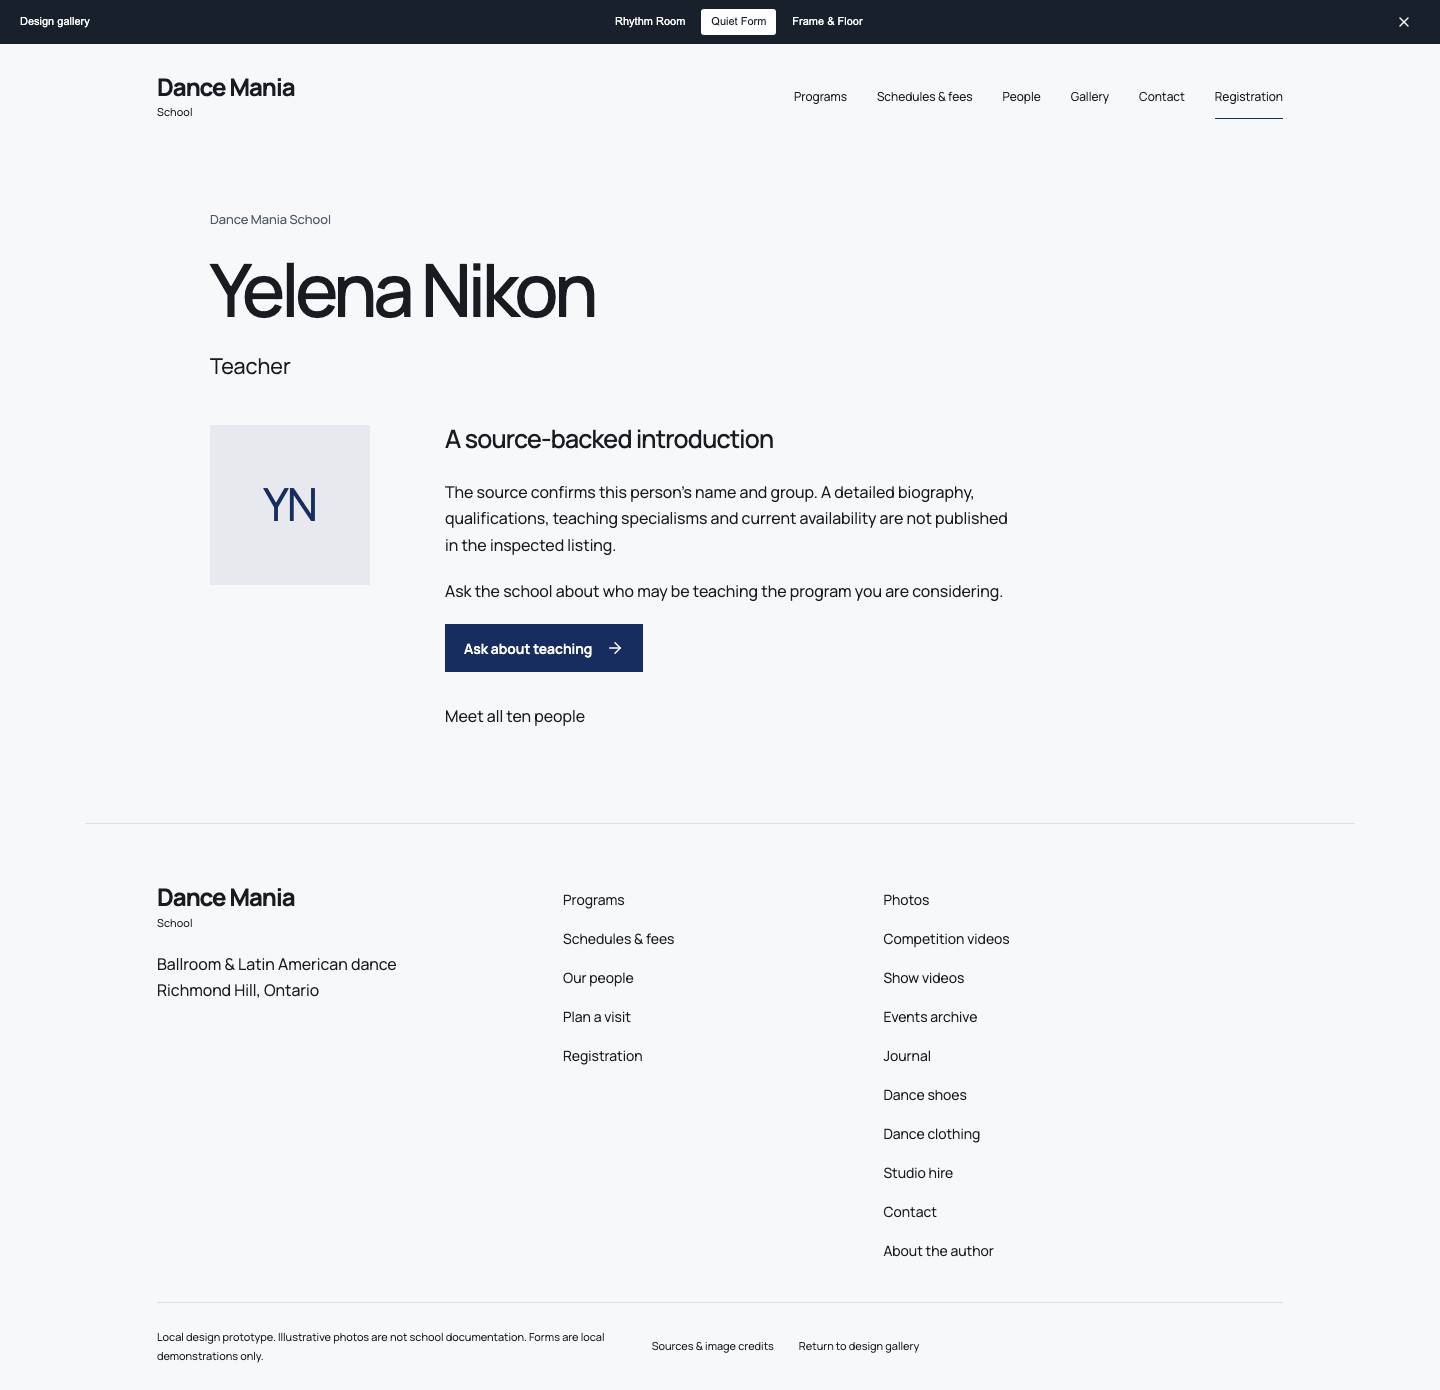 Design gallery
Rhythm Room
Quiet Form
Frame & Floor
Dance Mania
School
Programs
Schedules & fees
People
Gallery
Contact
Registration
Dance Mania School
Yelena Nikon
Teacher
YN
A source-backed introduction
The source confirms this person's name and group. A detailed biography,
qualifications, teaching specialisms and current availability are not published
in the inspected listing.
Ask the school about who may be teaching the program you are considering.
Ask about teaching
Meet all ten people
Dance Mania
School
Ballroom & Latin American dance
Richmond Hill, Ontario
Programs
Schedules & fees
Our people
Plan a visit
Registration
Photos
Competition videos
Show videos
Events archive
Journal
Dance shoes
Dance clothing
Studio hire
Contact
About the author
Local design prototype. Illustrative photos are not school documentation. Forms are local
demonstrations only.
Sources & image credits
Return to design gallery